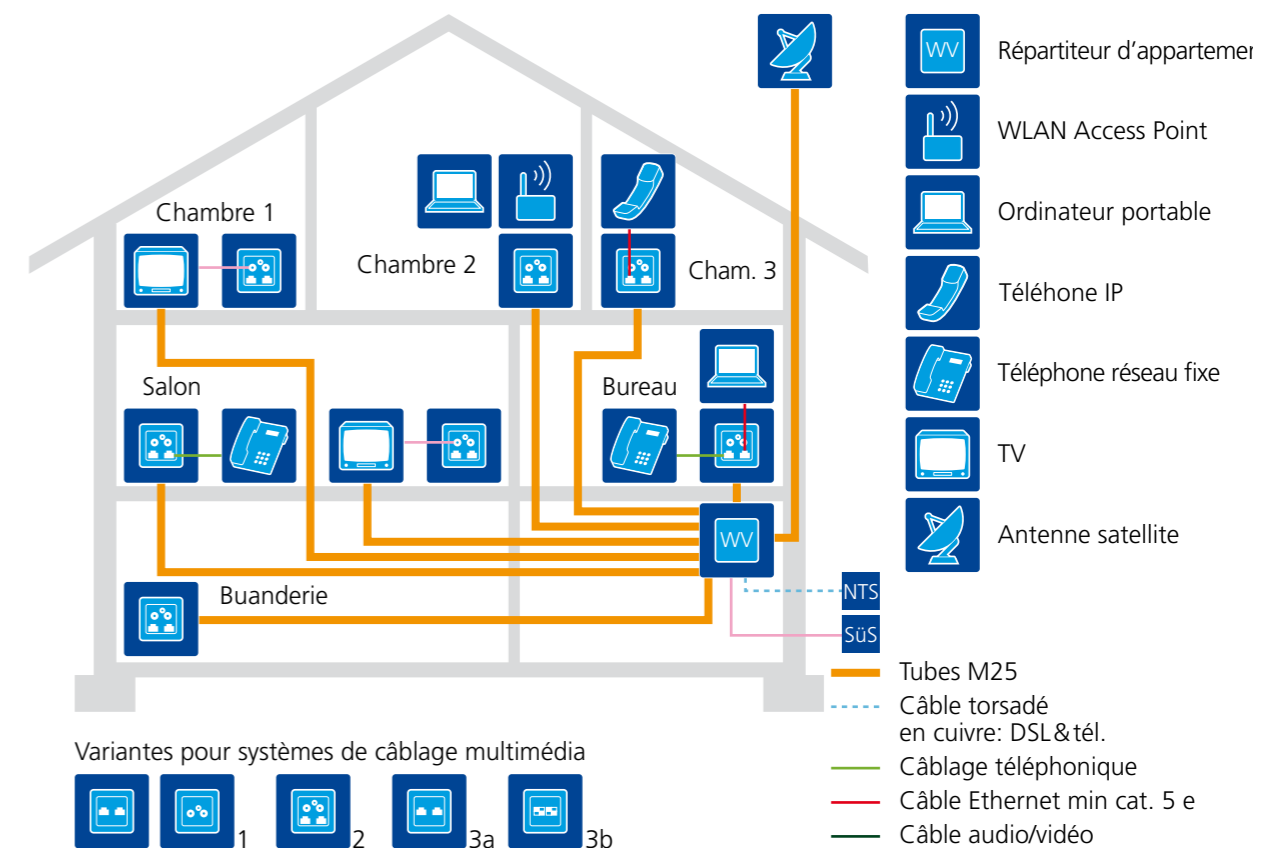 WV
Répartiteur d'appartemer
WLAN Access Point
Ordinateur portable
Téléhone IP
Téléphone réseau fixe
TV
Antenne satellite
Chambre 1
Chambre 2
Cham. 3
Salon
Bureau
WV
Buanderie
NTS
SüS
Tubes M25
Câble torsadé
en cuivre: DSL & tél.
Câblage téléphonique
Câble Ethernet min cat. 5 e
Câble audio/vidéo
Variantes pour systèmes de câblage multimédia
1
2
3a
3b